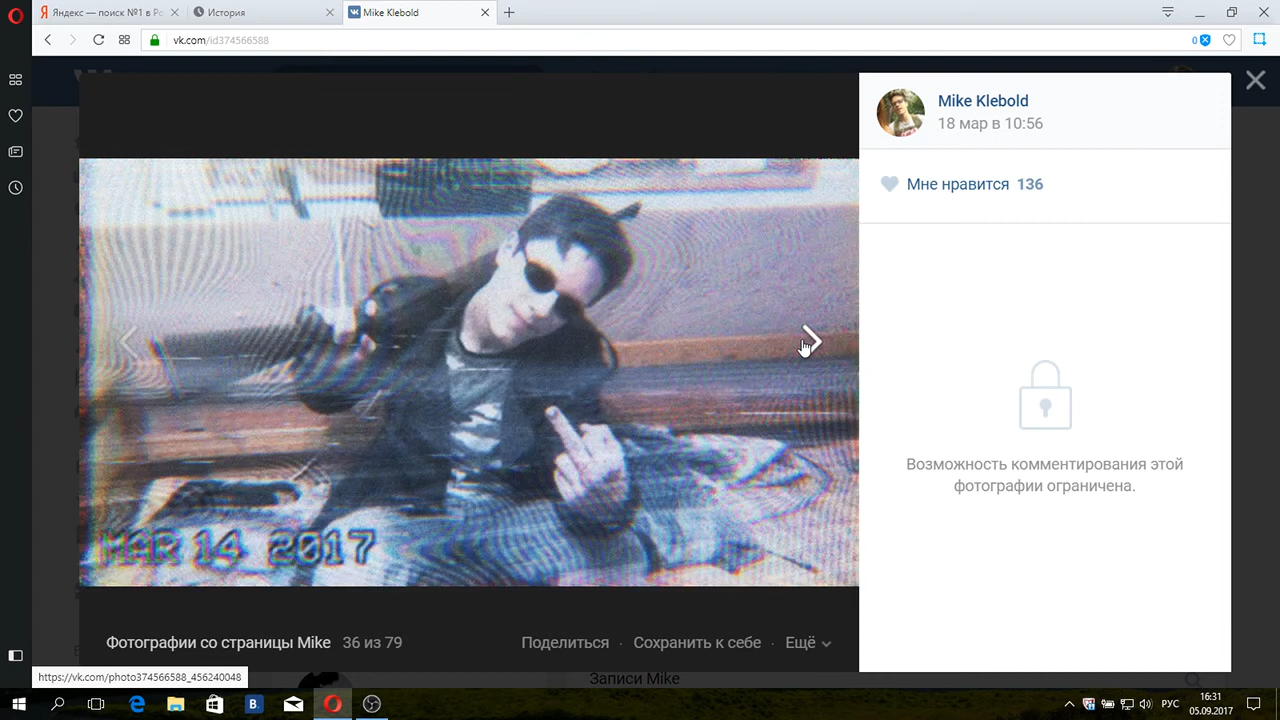 Яндекс — поиск №1 в Ро
История
Mike Klebold
vk.com/id374566588
0
Mike Klebold
18 мар в 10:56
Мне нравится 136
Возможность комментирования этой
фотографии ограничена.
MAR 14 2017
Фотографии со страницы Mike 36 из 79
Поделиться · Сохранить к себе · Ещё
https://vk.com/photo374566588_456240048
Записи Mike
РУС
16:31
05.09.2017